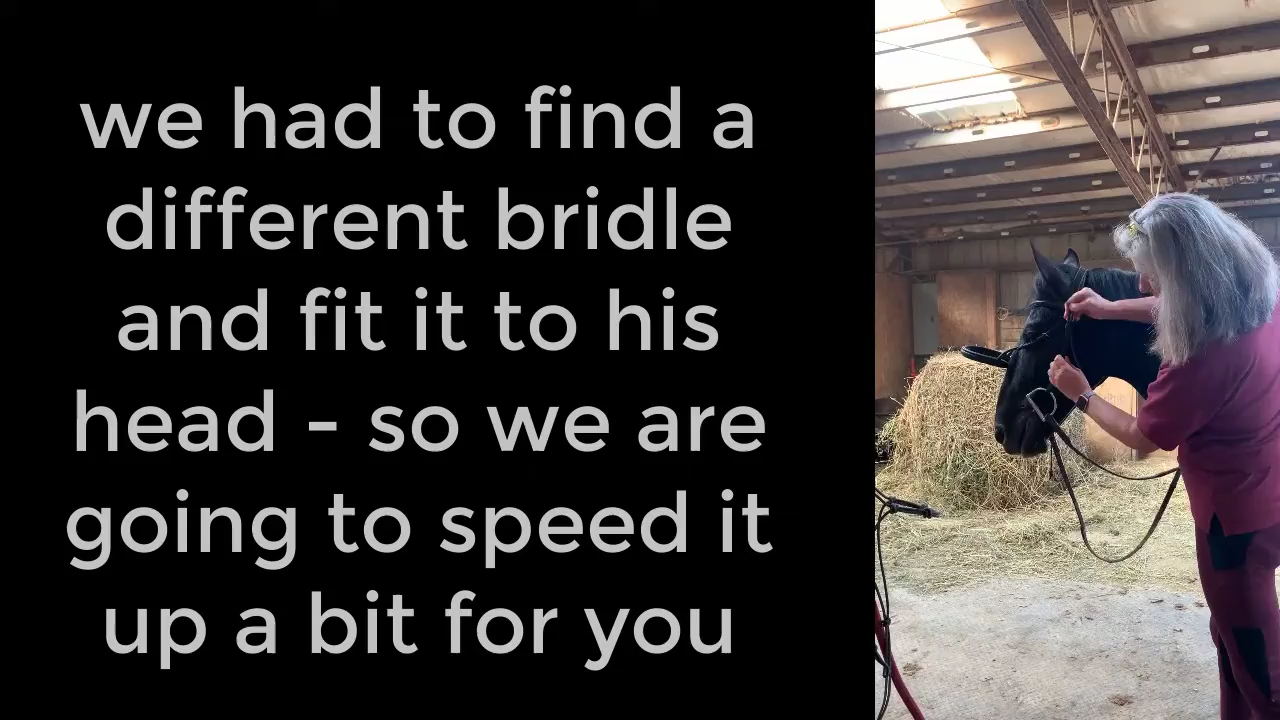 we had to find a
different bridle
and fit it to his
head - so we are
going to speed it
up a bit for you